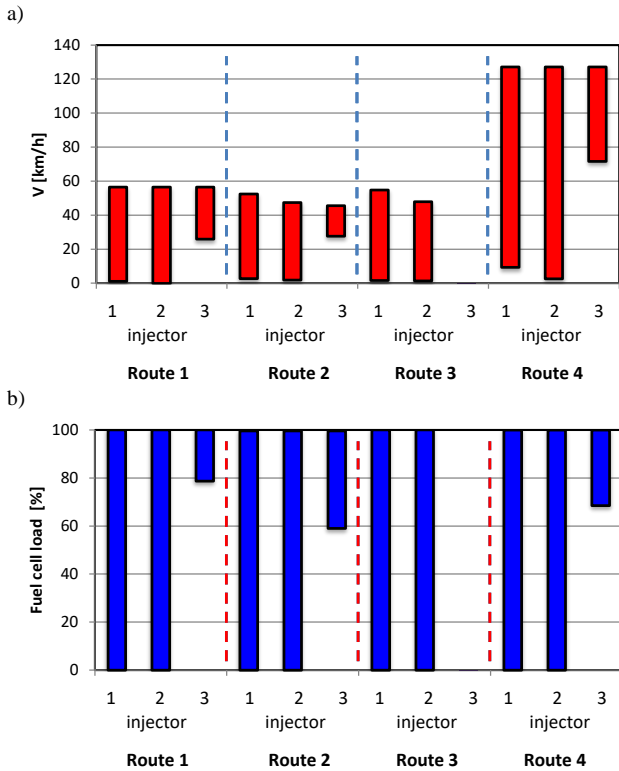 a)
V [km/h]
140
120
100
80
60
40
20
0
1 2 3 1 2 3 1 2 3 1 2 3
injector injector injector injector
Route 1 Route 2 Route 3 Route 4
b)
Fuel cell load [%]
100
80
60
40
20
0
1 2 3 1 2 3 1 2 3 1 2 3
injector injector injector injector
Route 1 Route 2 Route 3 Route 4